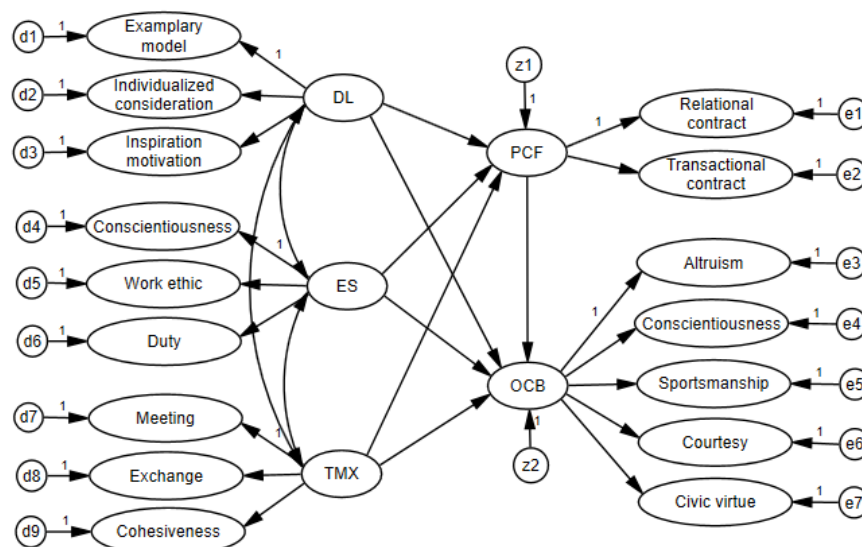 d1
1
Examplary
model
1
d2
1
Individualized
consideration
d3
1
Inspiration
motivation
DL
z1
1
PCF
1
Relational
contract
1
e1
Transactional
contract
1
e2
d4
1
Conscientiousness
1
d5
1
Work ethic
d6
1
Duty
ES
1
Altruism
1
e3
Conscientiousness
1
e4
OCB
Sportsmanship
1
e5
Courtesy
1
e6
Civic virtue
1
e7
1
z2
d7
1
Meeting
1
d8
1
Exchange
TMX
d9
1
Cohesiveness